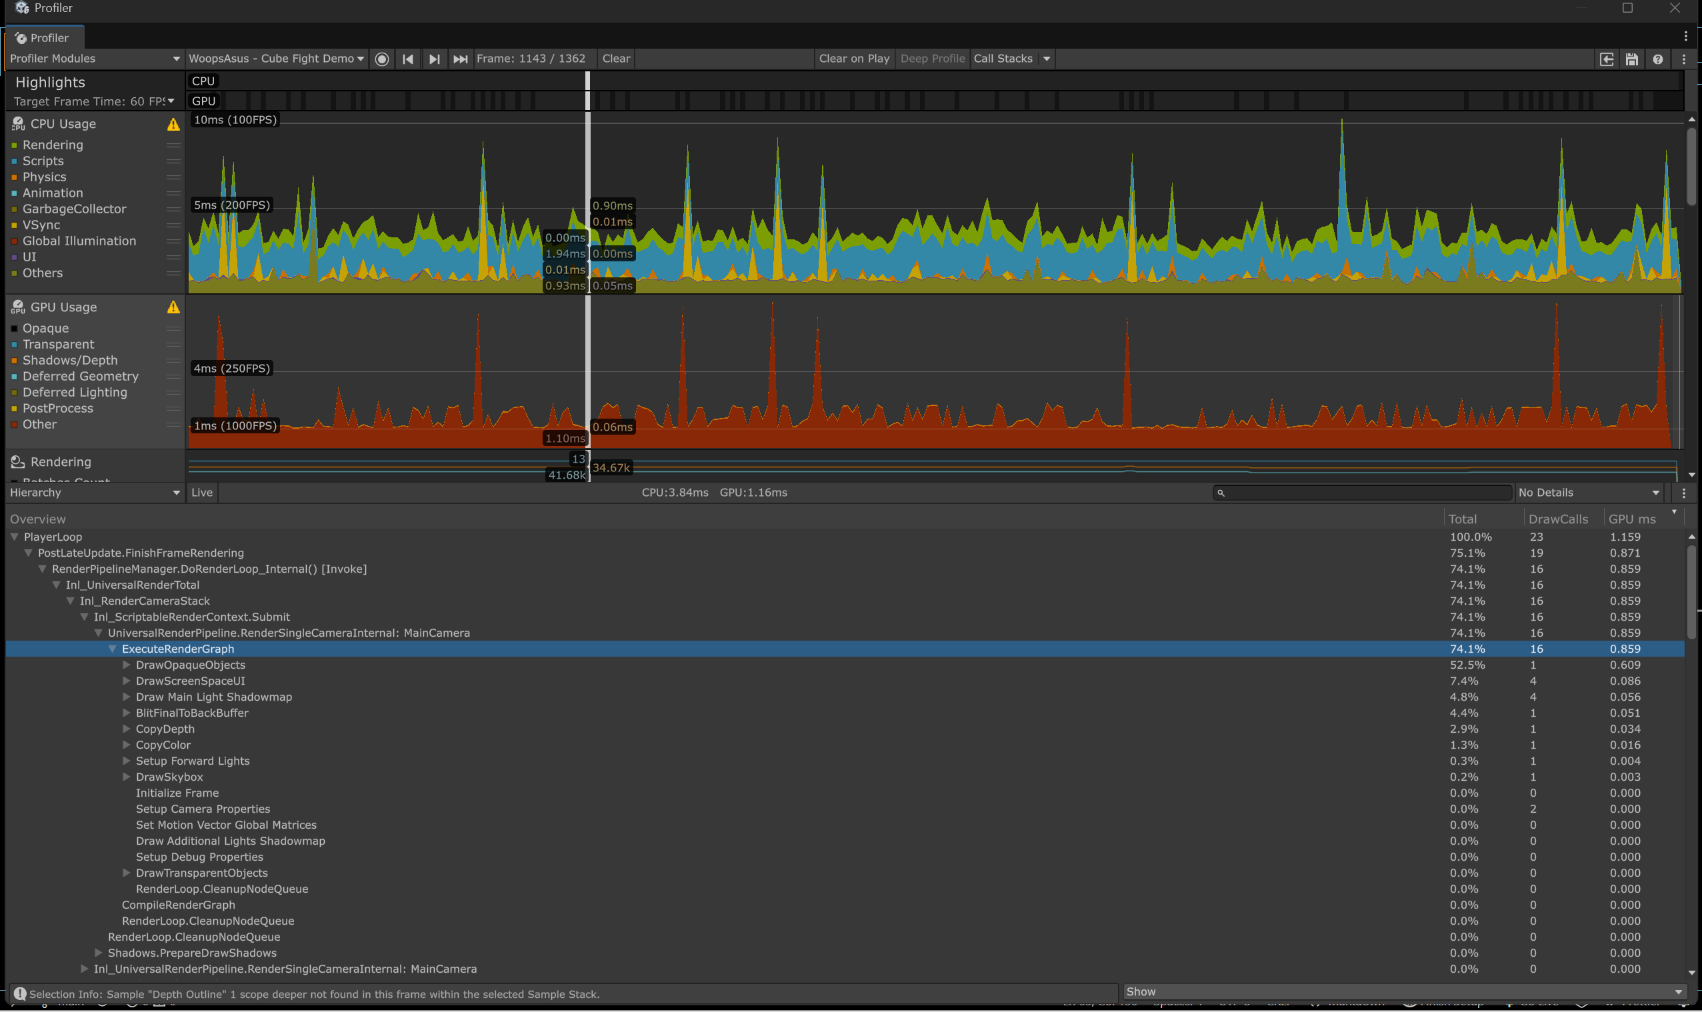 Profiler
Profiler
Profiler Modules WoopsAsus - Cube Fight Demo Frame: 1143 / 1362 Clear Clear on Play Deep Profile Call Stacks
Highlights
Target Frame Time: 60 FPS
CPU
GPU
CPU Usage
Rendering
Scripts
Physics
Animation
GarbageCollector
VSync
Global Illumination
UI
Others
10ms (100FPS)
5ms (200FPS)
0.90ms
0.01ms
0.00ms
1.94ms 0.00ms
0.01ms
0.93ms 0.05ms
GPU Usage
Opaque
Transparent
Shadows/Depth
Deferred Geometry
Deferred Lighting
PostProcess
Other
4ms (250FPS)
1ms (1000FPS)
0.06ms
1.10ms
Rendering
Batches Count
13
34.67k
41.68k
Hierarchy Live CPU:3.84ms GPU:1.16ms No Details
Overview Total DrawCalls GPU ms
PlayerLoop 100.0% 23 1.159
PostLateUpdate.FinishFrameRendering 75.1% 19 0.871
RenderPipelineManager.DoRenderLoop_Internal() [Invoke] 74.1% 16 0.859
Inl_UniversalRenderTotal 74.1% 16 0.859
Inl_RenderCameraStack 74.1% 16 0.859
Inl_ScriptableRenderContext.Submit 74.1% 16 0.859
UniversalRenderPipeline.RenderSingleCameraInternal: MainCamera 74.1% 16 0.859
ExecuteRenderGraph 74.1% 16 0.859
DrawOpaqueObjects 52.5% 1 0.609
DrawScreenSpaceUI 7.4% 4 0.086
Draw Main Light Shadowmap 4.8% 4 0.056
BlitFinalToBackBuffer 4.4% 1 0.051
CopyDepth 2.9% 1 0.034
CopyColor 1.3% 1 0.016
Setup Forward Lights 0.3% 1 0.004
DrawSkybox 0.2% 1 0.003
Initialize Frame 0.0% 0 0.000
Setup Camera Properties 0.0% 2 0.000
Set Motion Vector Global Matrices 0.0% 0 0.000
Draw Additional Lights Shadowmap 0.0% 0 0.000
Setup Debug Properties 0.0% 0 0.000
DrawTransparentObjects 0.0% 0 0.000
RenderLoop.CleanupNodeQueue 0.0% 0 0.000
CompileRenderGraph 0.0% 0 0.000
RenderLoop.CleanupNodeQueue 0.0% 0 0.000
RenderLoop.CleanupNodeQueue 0.0% 0 0.000
Shadows.PrepareDrawShadows 0.0% 0 0.000
Inl_UniversalRenderPipeline.RenderSingleCameraInternal: MainCamera 0.0% 0 0.000
Selection Info: Sample "Depth Outline" 1 scope deeper not found in this frame within the selected Sample Stack. Show